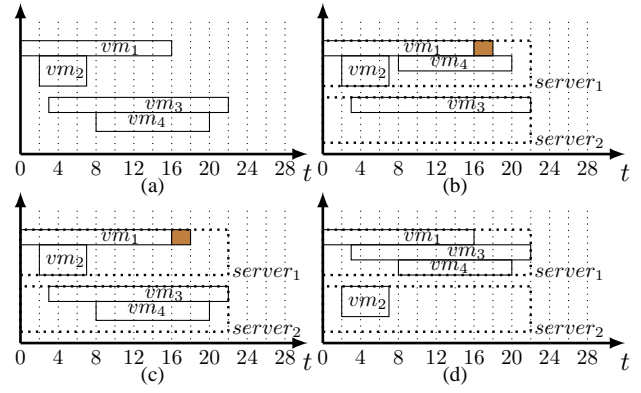 vm1
vm2
vm3
vm4
0 4 8 12 16 20 24 28 t
(a)
vm1
vm4
vm2
server1
vm3
server2
0 4 8 12 16 20 24 28 t
(b)
vm1
vm2
server1
vm3
vm4
server2
0 4 8 12 16 20 24 28 t
(c)
vm1
vm3
vm4
server1
vm2
server2
0 4 8 12 16 20 24 28 t
(d)